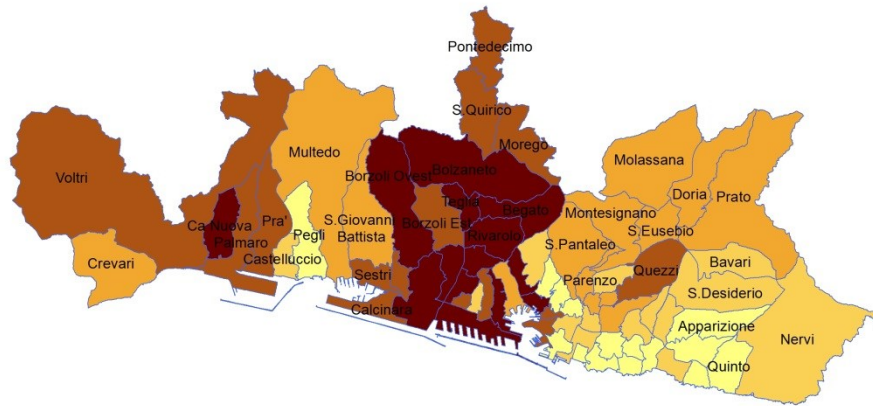 Pontedecimo
S.Quirico
Morego
Voltri
Multedo
Borzoli Ovest
Bolzaneto
Molassana
Doria
Prato
Ca Nuova
Pra'
Palmaro
Teglia
Begato
Montesignano
S.Eusebio
S.Giovanni
Battista
Pegli
Borzoli Est
Rivarolo
S.Pantaleo
Castelluccio
Crevari
Sestri
Calcinara
Parenzo
Quezzi
Bavari
S.Desiderio
Apparizione
Nervi
Quinto